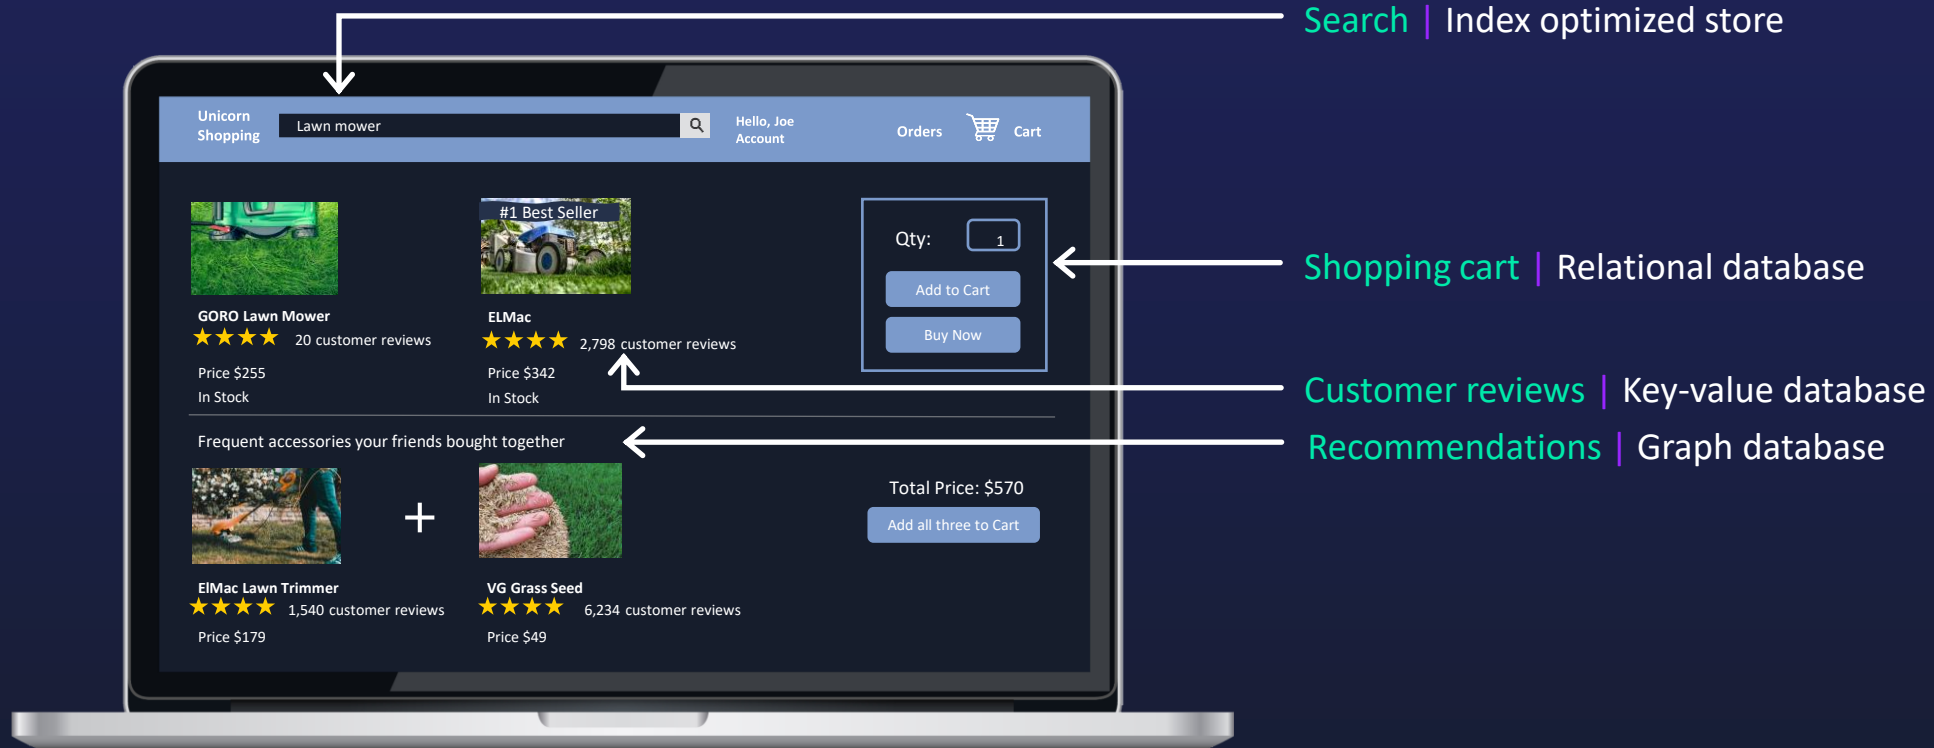 Search | Index optimized store
Unicorn
Shopping
Lawn mower
Hello, Joe
Account
Orders
Cart
#1 Best Seller
Qty: 1
Add to Cart
Buy Now
Shopping cart | Relational database
GORO Lawn Mower
20 customer reviews
Price $255
In Stock
ELMac
2,798 customer reviews
Price $342
In Stock
Customer reviews | Key-value database
Frequent accessories your friends bought together
Recommendations | Graph database
Total Price: $570
Add all three to Cart
ElMac Lawn Trimmer
1,540 customer reviews
Price $179
VG Grass Seed
6,234 customer reviews
Price $49